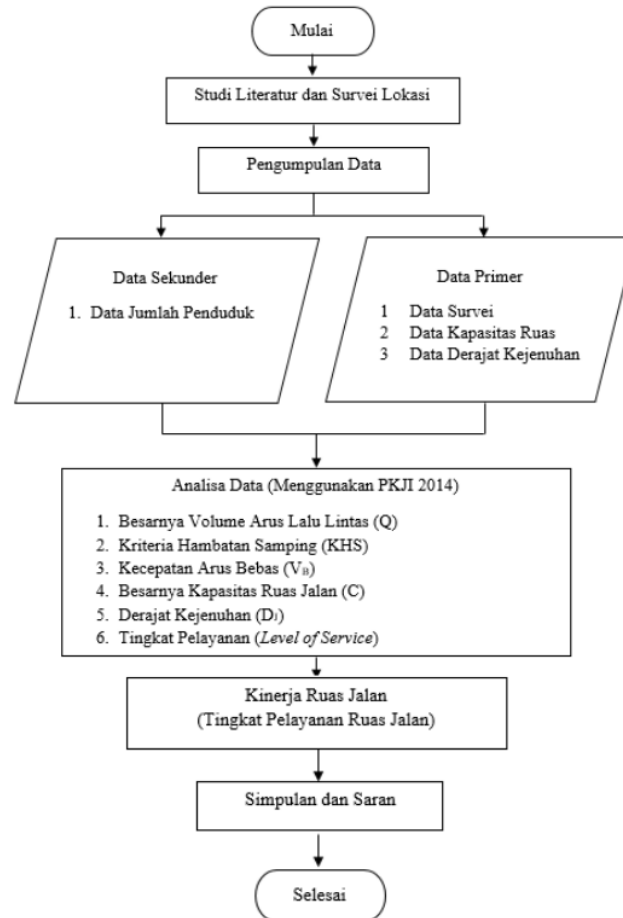 Mulai
Studi Literatur dan Survei Lokasi
Pengumpulan Data
Data Sekunder
1. Data Jumlah Penduduk
Data Primer
1 Data Survei
2 Data Kapasitas Ruas
3 Data Derajat Kejenuhan
Analisa Data (Menggunakan PKJI 2014)
1. Besarnya Volume Arus Lalu Lintas (Q)
2. Kriteria Hambatan Samping (KHS)
3. Kecepatan Arus Bebas (VB)
4. Besarnya Kapasitas Ruas Jalan (C)
5. Derajat Kejenuhan (DJ)
6. Tingkat Pelayanan (Level of Service)
Kinerja Ruas Jalan
(Tingkat Pelayanan Ruas Jalan)
Simpulan dan Saran
Selesai